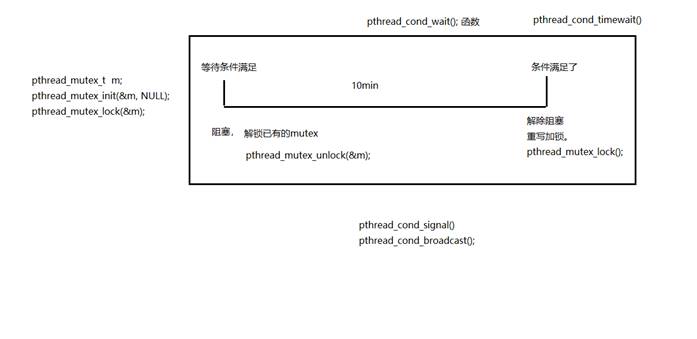 pthread_cond_wait(); 函数
pthread_cond_timewait()
pthread_mutex_t m;
pthread_mutex_init(&m, NULL);
pthread_mutex_lock(&m);
等待条件满足
10min
条件满足了
阻塞， 解锁已有的mutex
pthread_mutex_unlock(&m);
解除阻塞
重写加锁。
pthread_mutex_lock();
pthread_cond_signal()
pthread_cond_broadcast();